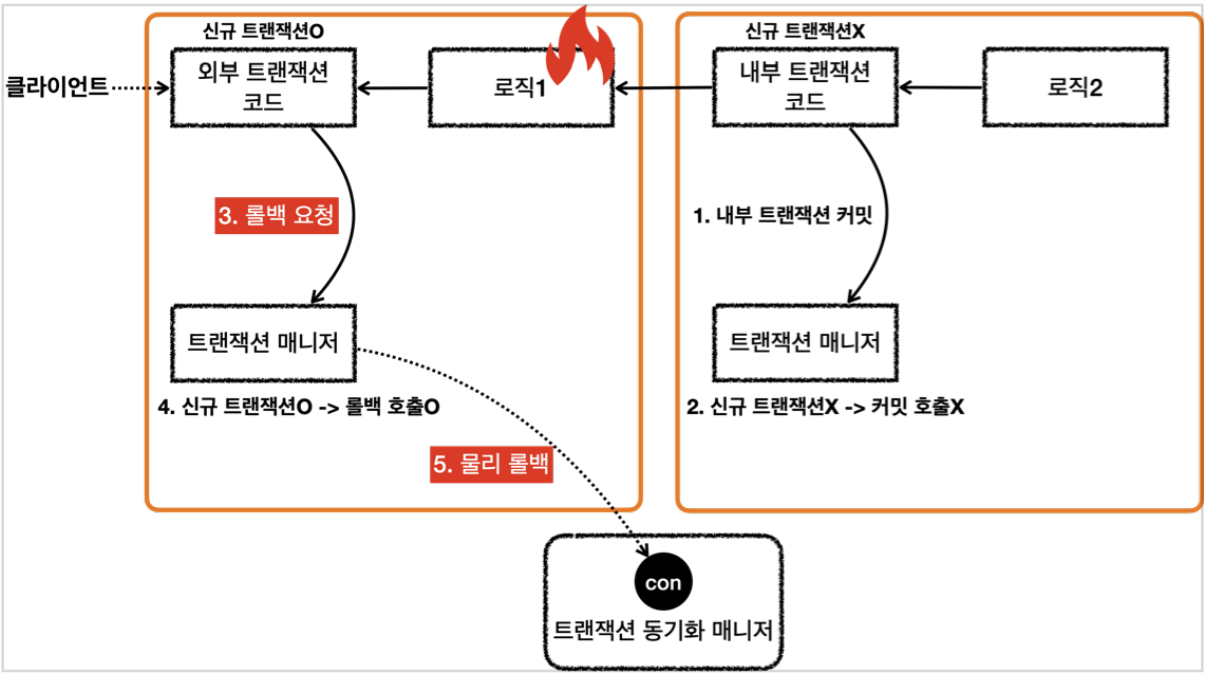 신규 트랜잭션O
신규 트랜잭션X
클라이언트
외부 트랜잭션
코드
로직1
내부 트랜잭션
코드
로직2
3. 롤백 요청
1. 내부 트랜잭션 커밋
트랜잭션 매니저
트랜잭션 매니저
4. 신규 트랜잭션O -> 롤백 호출O
2. 신규 트랜잭션X -> 커밋 호출X
5. 물리 롤백
con
트랜잭션 동기화 매니저